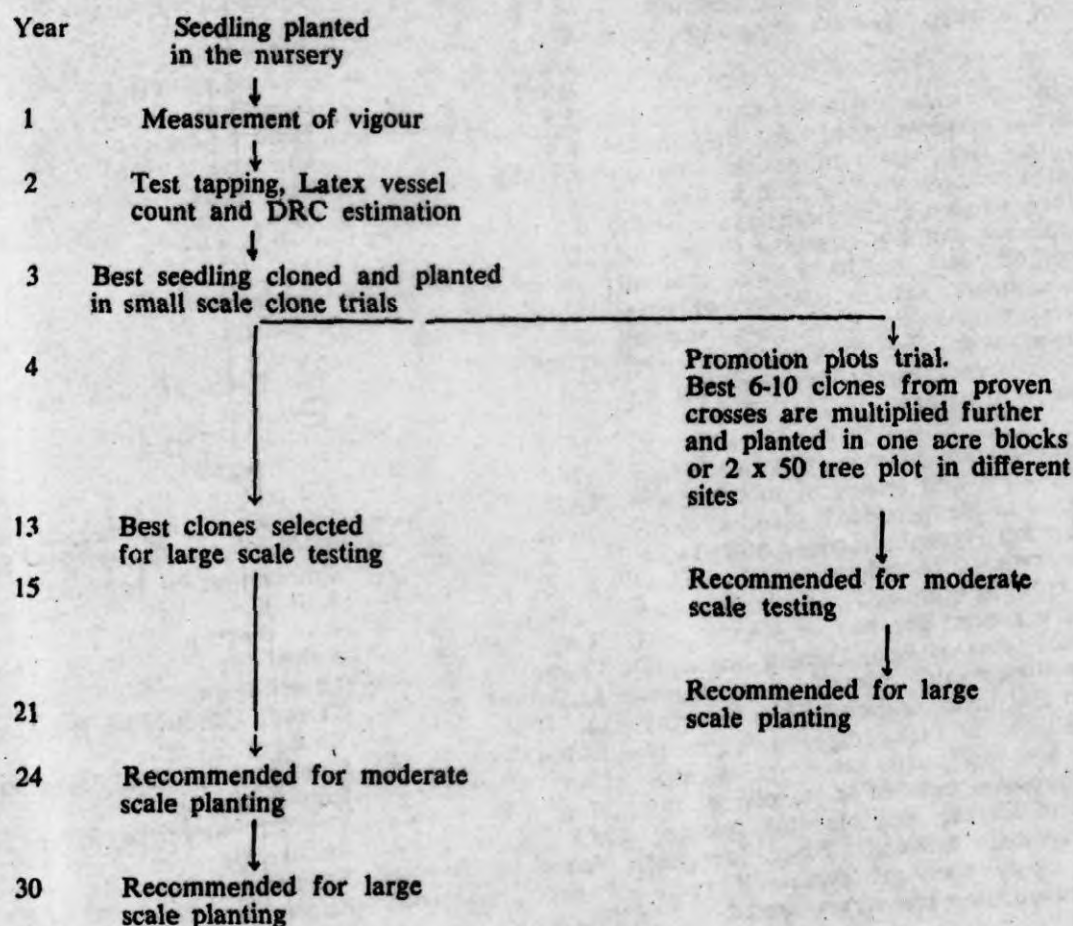 Year Seedling planted
in the nursery
1 Measurement of vigour
2 Test tapping, Latex vessel
count and DRC estimation
3 Best seedling cloned and planted
in small scale clone trials
4 Promotion plots trial.
Best 6-10 clones from proven
crosses are multiplied further
and planted in one acre blocks
or 2 x 50 tree plot in different
sites
13 Best clones selected
for large scale testing
15 Recommended for moderate
scale testing
21 Recommended for large
scale planting
24 Recommended for moderate
scale planting
30 Recommended for large
scale planting